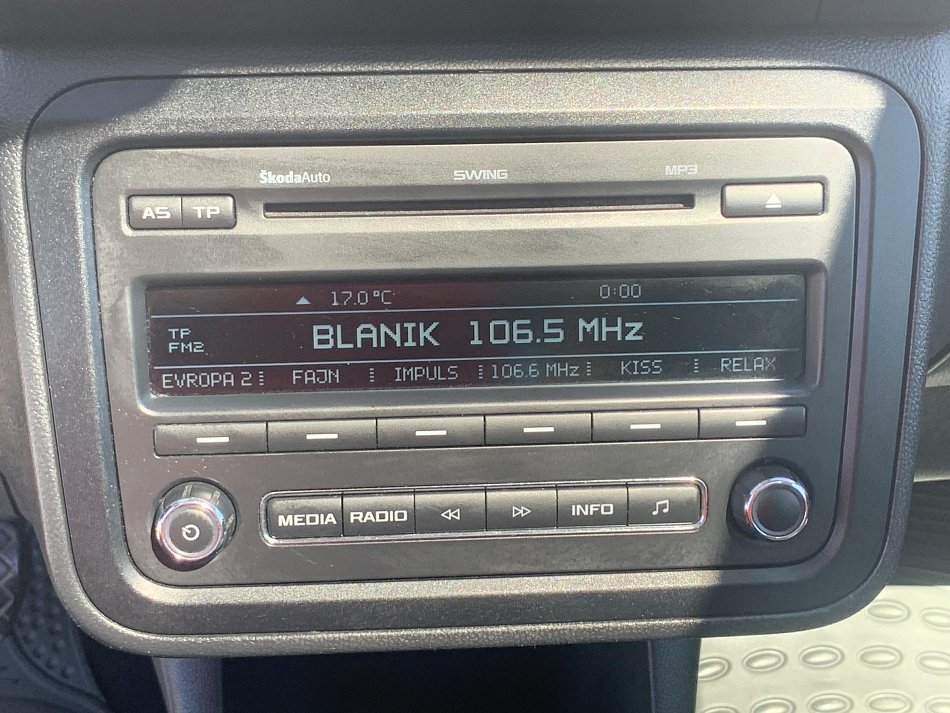 ŠkodaAuto SWING MP3
AS TP
17.0 °C 0:00
TP
FM2
BLANIK 106.5 MHz
EVROPA 2 FAJN IMPULS 106.6 MHz KISS RELAX
MEDIA RADIO INFO